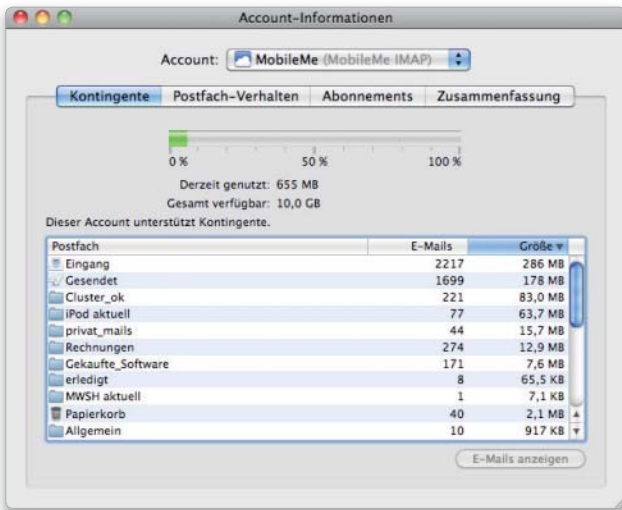 Account-Informationen
Account: MobileMe (MobileMe IMAP)
Kontingente Postfach-Verhalten Abonnements Zusammenfassung
0 % 50 % 100 %
Derzeit genutzt: 655 MB
Gesamt verfügbar: 10,0 GB
Dieser Account unterstützt Kontingente.
Postfach E-Mails Größe
Eingang 2217 286 MB
Gesendet 1699 178 MB
Cluster_ok 221 83,0 MB
iPod aktuell 77 63,7 MB
privat_mails 44 15,7 MB
Rechnungen 274 12,9 MB
Gekaufte_Software 171 7,6 MB
erledigt 8 65,5 KB
MWSH aktuell 1 7,1 KB
Papierkorb 40 2,1 MB
Allgemein 10 917 KB
E-Mails anzeigen